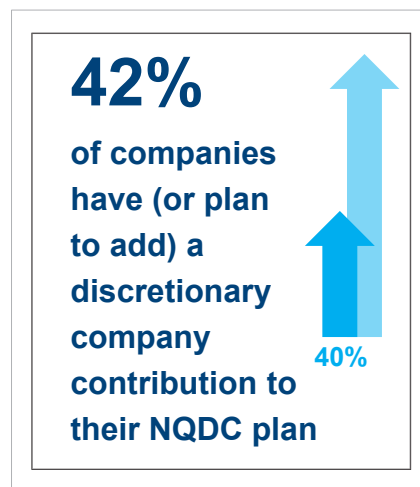 42%
of companies
have (or plan
to add) a
discretionary
company
contribution to
their NQDC plan
40%